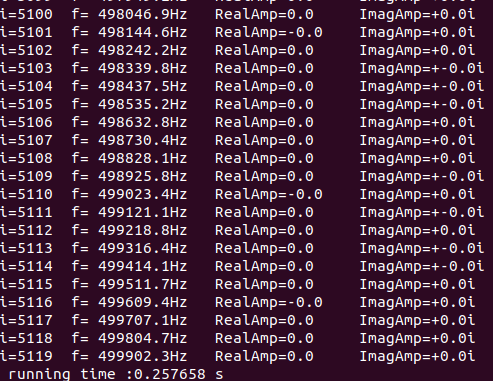 i=5100 f= 498046.9Hz RealAmp=0.0 ImagAmp=+0.0i
i=5101 f= 498144.6Hz RealAmp=-0.0 ImagAmp=+0.0i
i=5102 f= 498242.2Hz RealAmp=0.0 ImagAmp=+0.0i
i=5103 f= 498339.8Hz RealAmp=0.0 ImagAmp=+-0.0i
i=5104 f= 498437.5Hz RealAmp=0.0 ImagAmp=+-0.0i
i=5105 f= 498535.2Hz RealAmp=0.0 ImagAmp=+-0.0i
i=5106 f= 498632.8Hz RealAmp=0.0 ImagAmp=+0.0i
i=5107 f= 498730.4Hz RealAmp=0.0 ImagAmp=+0.0i
i=5108 f= 498828.1Hz RealAmp=0.0 ImagAmp=+0.0i
i=5109 f= 498925.8Hz RealAmp=0.0 ImagAmp=+-0.0i
i=5110 f= 499023.4Hz RealAmp=-0.0 ImagAmp=+0.0i
i=5111 f= 499121.1Hz RealAmp=0.0 ImagAmp=+-0.0i
i=5112 f= 499218.8Hz RealAmp=0.0 ImagAmp=+0.0i
i=5113 f= 499316.4Hz RealAmp=0.0 ImagAmp=+-0.0i
i=5114 f= 499414.1Hz RealAmp=0.0 ImagAmp=+-0.0i
i=5115 f= 499511.7Hz RealAmp=0.0 ImagAmp=+0.0i
i=5116 f= 499609.4Hz RealAmp=-0.0 ImagAmp=+0.0i
i=5117 f= 499707.1Hz RealAmp=0.0 ImagAmp=+0.0i
i=5118 f= 499804.7Hz RealAmp=0.0 ImagAmp=+0.0i
i=5119 f= 499902.3Hz RealAmp=0.0 ImagAmp=+0.0i
running time :0.257658 s